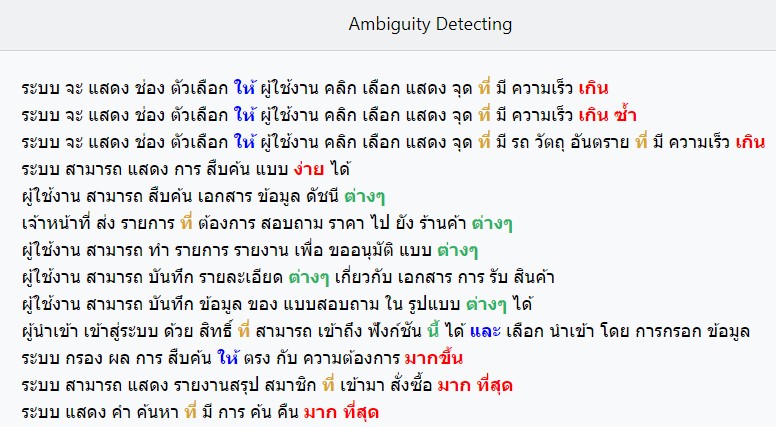 Ambiguity Detecting
ระบบ จะ แสดง ช่อง ตัวเลือก ให้ ผู้ใช้งาน คลิก เลือก แสดง จุด ที่ มี ความเร็ว เกิน
ระบบ จะ แสดง ช่อง ตัวเลือก ให้ ผู้ใช้งาน คลิก เลือก แสดง จุด ที่ มี ความเร็ว เกิน ซ้ำ
ระบบ จะ แสดง ช่อง ตัวเลือก ให้ ผู้ใช้งาน คลิก เลือก แสดง จุด ที่ มี รถ วัตถุ อันตราย ที่ มี ความเร็ว เกิน
ระบบ สามารถ แสดง การ สืบค้น แบบ ง่าย ได้
ผู้ใช้งาน สามารถ สืบค้น เอกสาร ข้อมูล ดัชนี ต่างๆ
เจ้าหน้าที่ ส่ง รายการ ที่ ต้องการ สอบถาม ราคา ไป ยัง ร้านค้า ต่างๆ
ผู้ใช้งาน สามารถ ทำ รายการ รายงาน เพื่อ ขออนุมัติ แบบ ต่างๆ
ผู้ใช้งาน สามารถ บันทึก รายละเอียด ต่างๆ เกี่ยวกับ เอกสาร การ รับ สินค้า
ผู้ใช้งาน สามารถ บันทึก ข้อมูล ของ แบบสอบถาม ใน รูปแบบ ต่างๆ ได้
ผู้นำเข้า เข้าสู่ระบบ ด้วย สิทธิ์ ที่ สามารถ เข้าถึง ฟังก์ชัน นี้ ได้ และ เลือก นำเข้า โดย การกรอก ข้อมูล
ระบบ กรอง ผล การ สืบค้น ให้ ตรง กับ ความต้องการ มากขึ้น
ระบบ สามารถ แสดง รายงานสรุป สมาชิก ที่ เข้ามา สั่งซื้อ มาก ที่สุด
ระบบ แสดง คำ ค้นหา ที่ มี การ ค้น คืน มาก ที่สุด